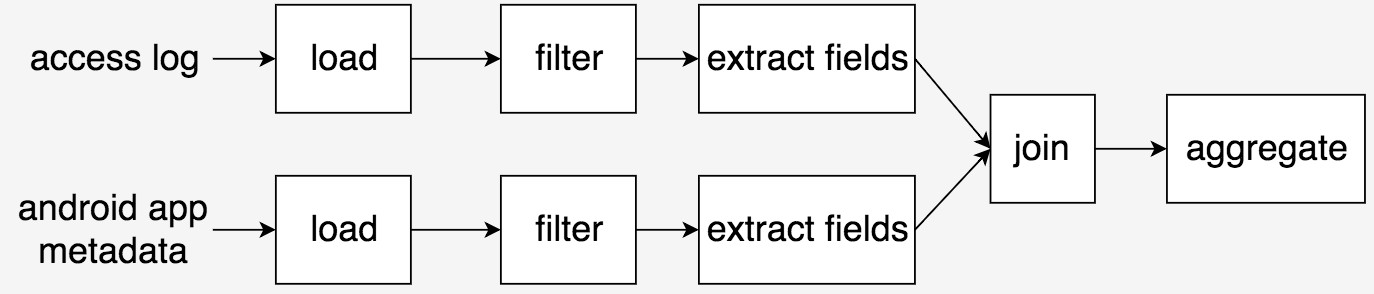 access log
load
filter
extract fields
join
aggregate
android app
metadata
load
filter
extract fields